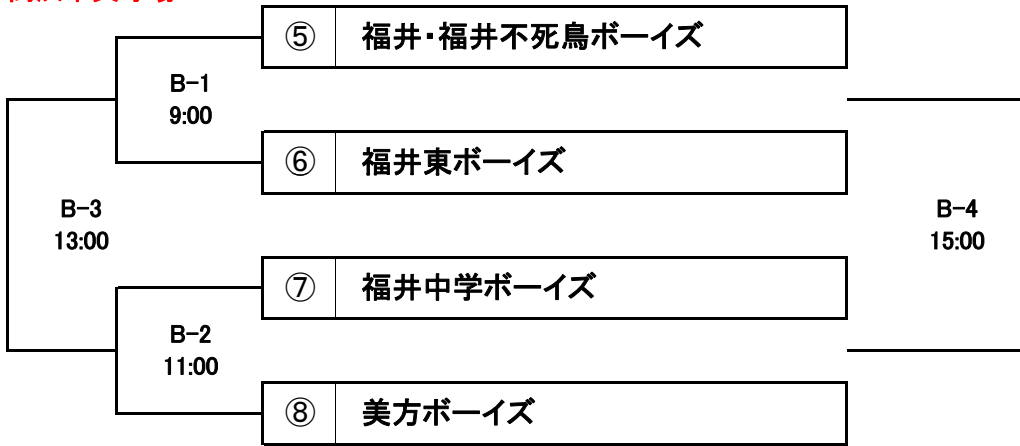 ⑤ 福井・福井不死鳥ボーイズ
B-1
9:00
⑥ 福井東ボーイズ
B-3
13:00
B-4
15:00
⑦ 福井中学ボーイズ
B-2
11:00
⑧ 美方ボーイズ